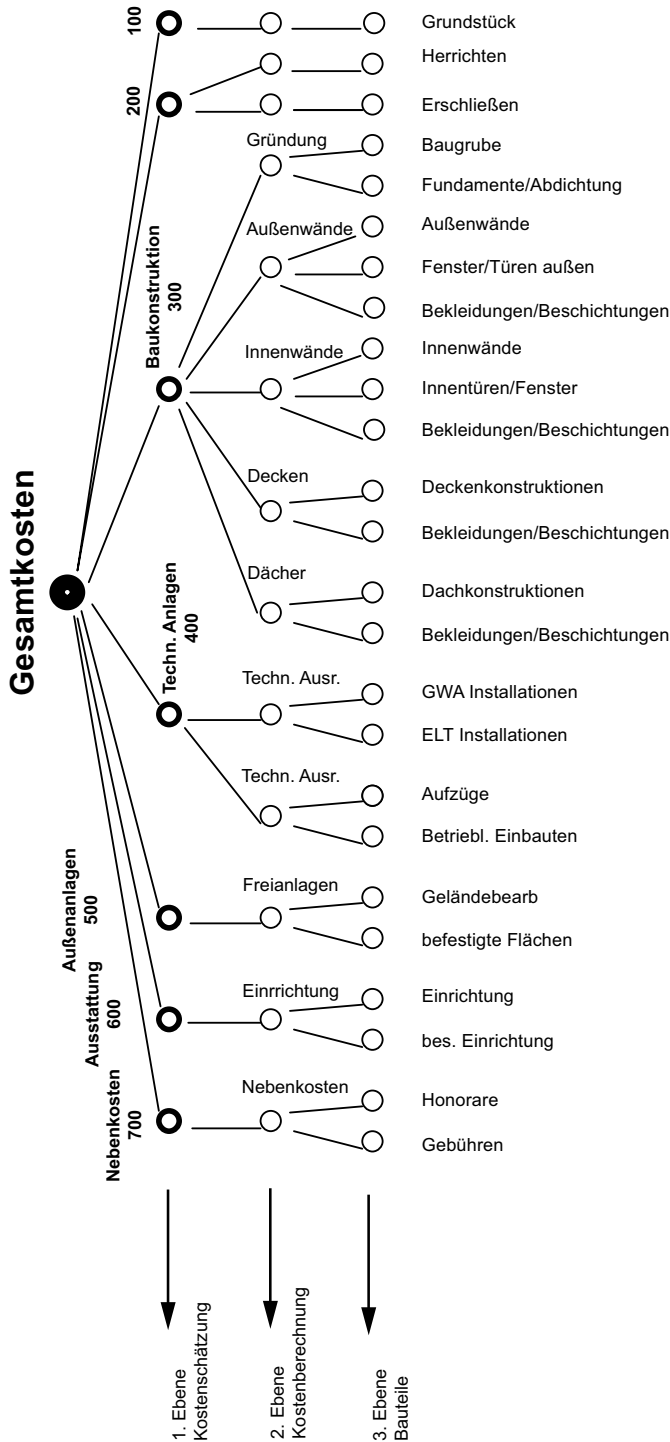 Gesamtkosten
100
Grundstück
200
Herrichten
Erschließen
Baukonstruktion
300
Gründung
Baugrube
Fundamente/Abdichtung
Außenwände
Außenwände
Fenster/Türen außen
Bekleidungen/Beschichtungen
Innenwände
Innenwände
Innentüren/Fenster
Bekleidungen/Beschichtungen
Decken
Deckenkonstruktionen
Bekleidungen/Beschichtungen
Dächer
Dachkonstruktionen
Bekleidungen/Beschichtungen
Techn. Anlagen
400
Techn. Ausr.
GWA Installationen
ELT Installationen
Techn. Ausr.
Aufzüge
Betriebl. Einbauten
Außenanlagen
500
Freianlagen
Geländebearb
befestigte Flächen
Ausstattung
600
Einrrichtung
Einrichtung
bes. Einrichtung
Nebenkosten
700
Nebenkosten
Honorare
Gebühren
1. Ebene
Kostenschätzung
2. Ebene
Kostenberechnung
3. Ebene
Bauteile